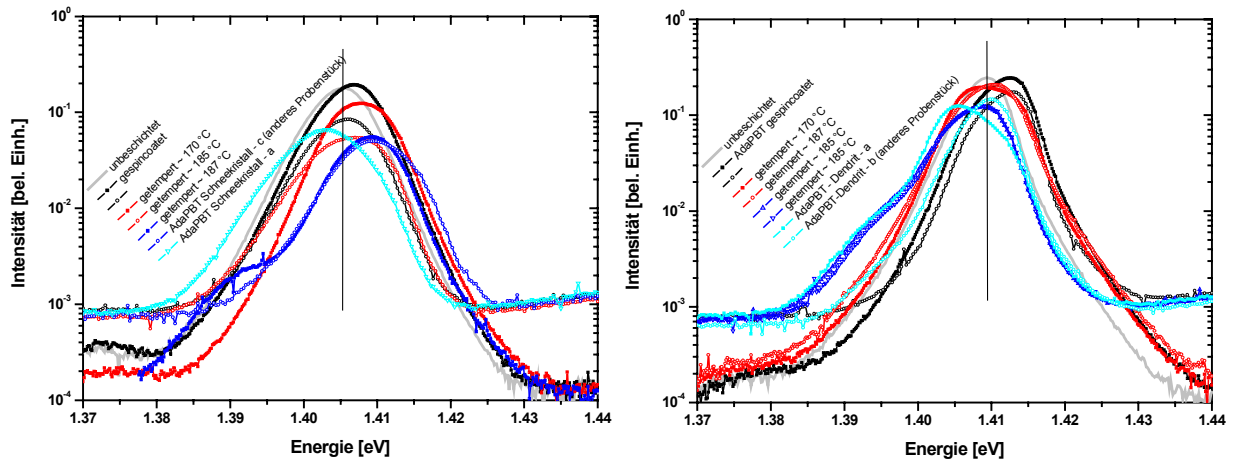 Intensität [bel. Einh.]
10⁰
10⁻¹
10⁻²
10⁻³
10⁻⁴
1.37 1.38 1.39 1.40 1.41 1.42 1.43 1.44
Energie [eV]
unbeschichtet
gespincoatet
getempert ~ 170 °C
getempert ~ 185 °C
getempert ~ 187 °C
AdaPBT Schneekristall - c (anderes Probenstück)
AdaPBT Schneekristall - a
Intensität [bel. Einh.]
10⁰
10⁻¹
10⁻²
10⁻³
10⁻⁴
1.37 1.38 1.39 1.40 1.41 1.42 1.43 1.44
Energie [eV]
unbeschichtet
AdaPBT gespincoatet
getempert ~ 170 °C
getempert ~ 187 °C
getempert ~ 185 °C
getempert ~ 185 °C
AdaPBT - Dendrit - a
AdaPBT-Dendrit - b (anderes Probenstück)